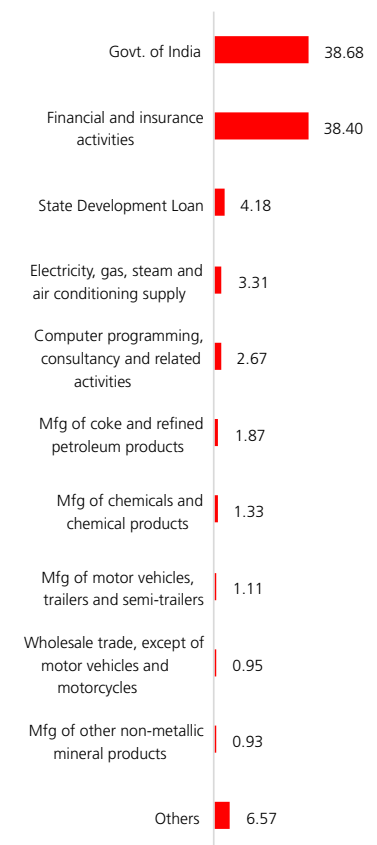 Govt. of India 38.68
Financial and insurance
activities 38.40
State Development Loan 4.18
Electricity, gas, steam and
air conditioning supply 3.31
Computer programming,
consultancy and related 2.67
activities
Mfg of coke and refined
petroleum products 1.87
Mfg of chemicals and
chemical products 1.33
Mfg of motor vehicles,
trailers and semi-trailers 1.11
Wholesale trade, except of
motor vehicles and 0.95
motorcycles
Mfg of other non-metallic
mineral products 0.93
Others 6.57